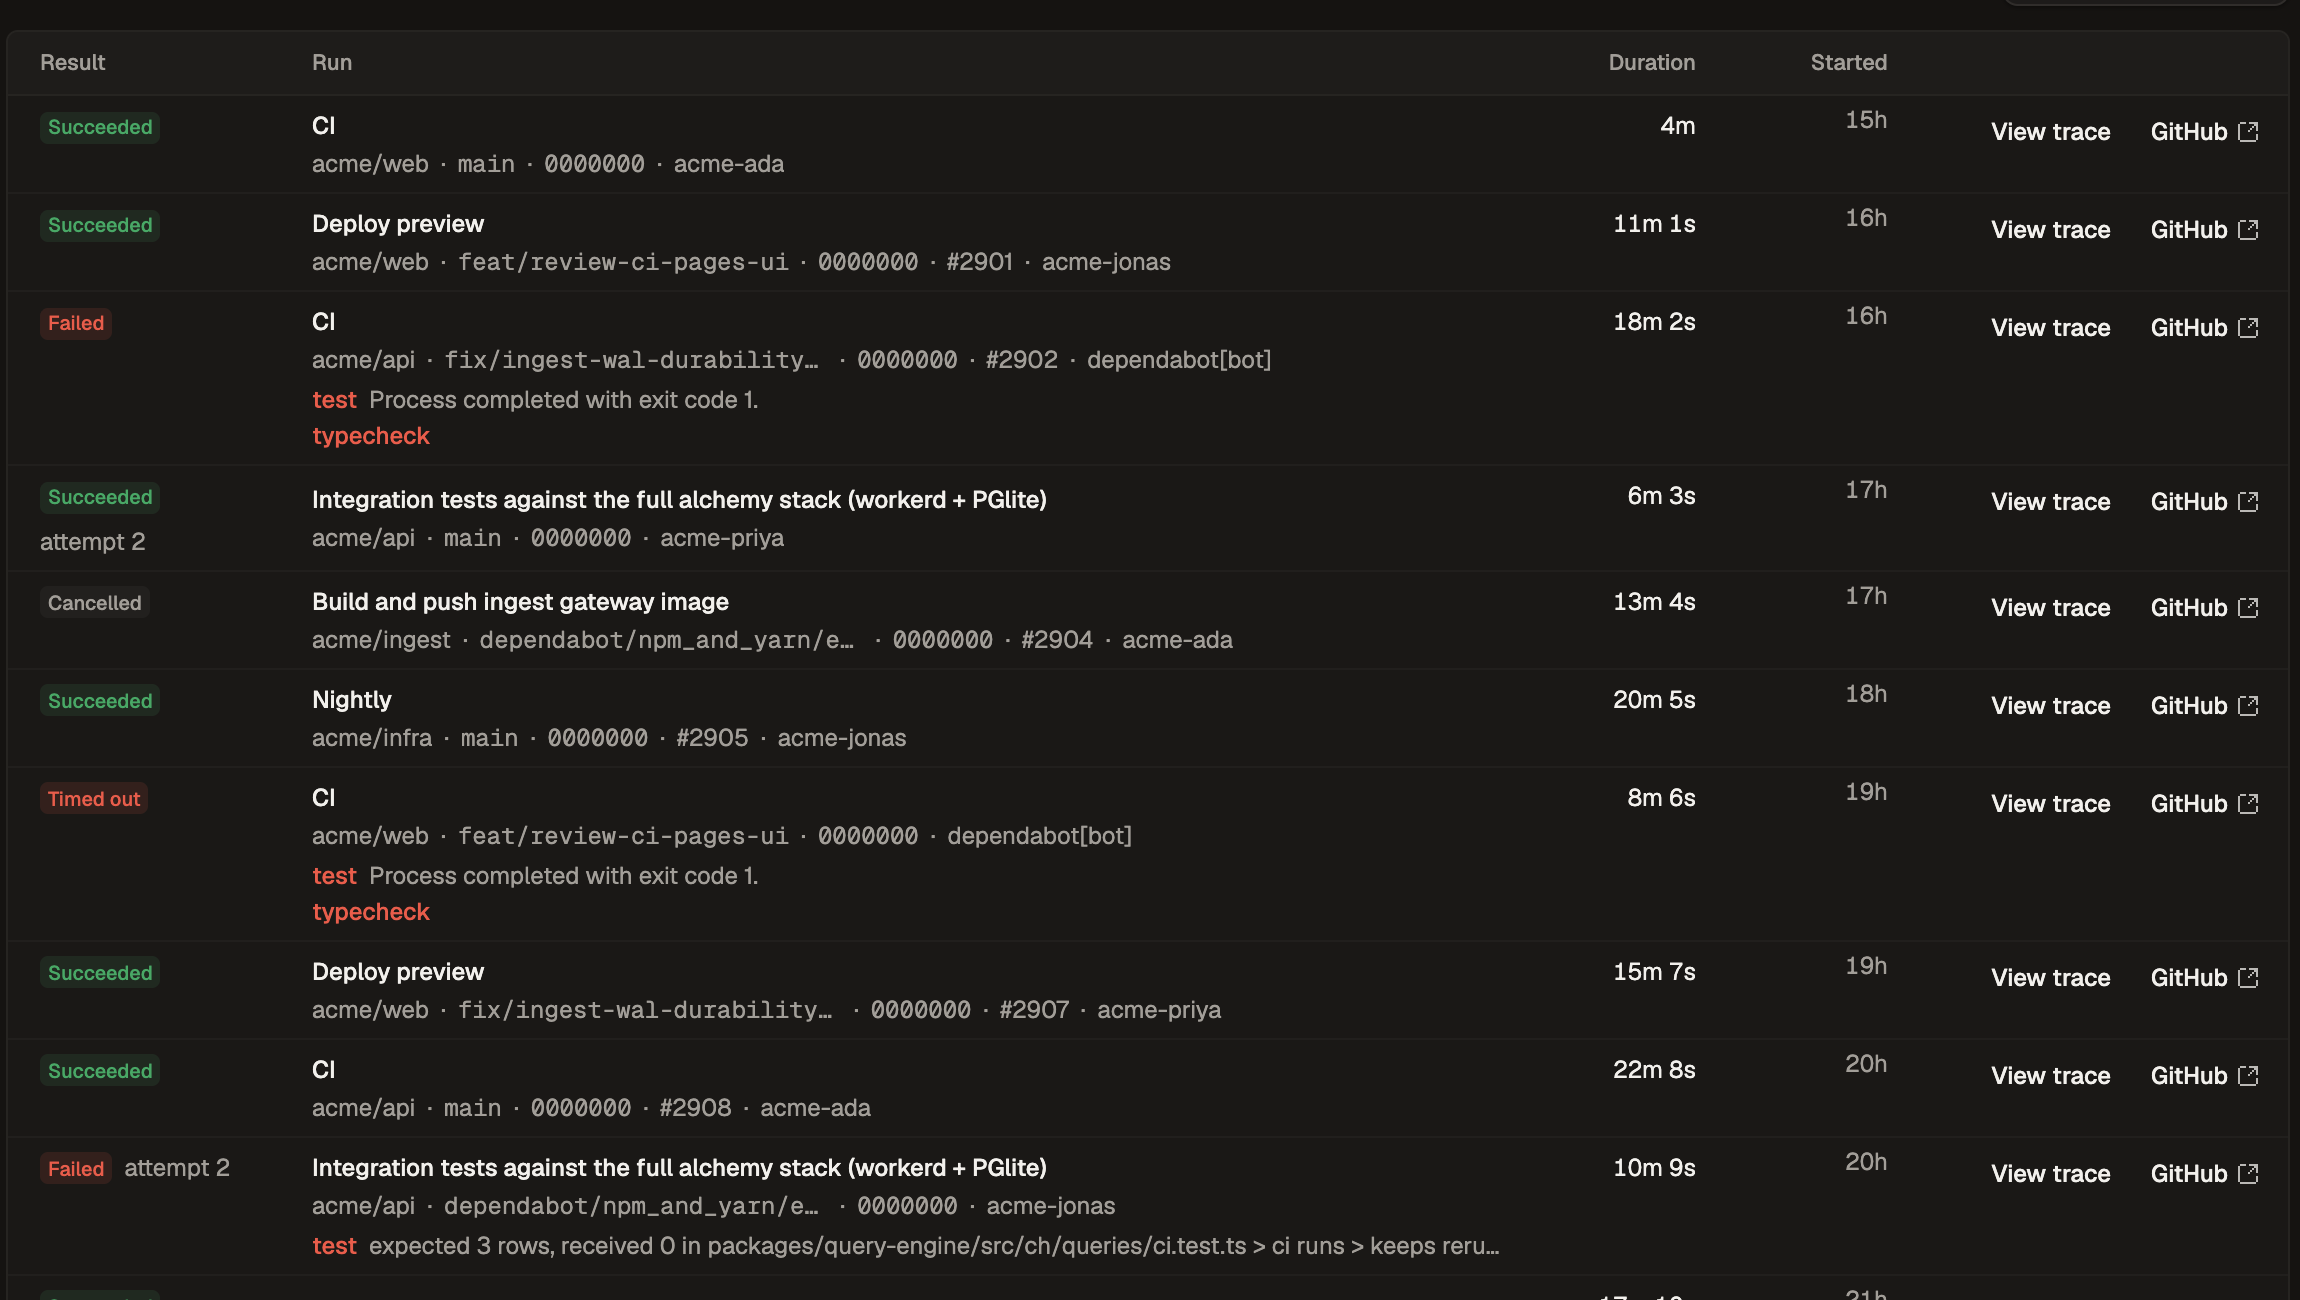 Result Run Duration Started
Succeeded CI 4m 15h View trace GitHub
acme/web · main · 0000000 · acme-ada
Succeeded Deploy preview 11m 1s 16h View trace GitHub
acme/web · feat/review-ci-pages-ui · 0000000 · #2901 · acme-jonas
Failed CI 18m 2s 16h View trace GitHub
acme/api · fix/ingest-wal-durability… · 0000000 · #2902 · dependabot[bot]
test Process completed with exit code 1.
typecheck
Succeeded Integration tests against the full alchemy stack (workerd + PGlite) 6m 3s 17h View trace GitHub
attempt 2 acme/api · main · 0000000 · acme-priya
Cancelled Build and push ingest gateway image 13m 4s 17h View trace GitHub
acme/ingest · dependabot/npm_and_yarn/e… · 0000000 · #2904 · acme-ada
Succeeded Nightly 20m 5s 18h View trace GitHub
acme/infra · main · 0000000 · #2905 · acme-jonas
Timed out CI 8m 6s 19h View trace GitHub
acme/web · feat/review-ci-pages-ui · 0000000 · dependabot[bot]
test Process completed with exit code 1.
typecheck
Succeeded Deploy preview 15m 7s 19h View trace GitHub
acme/web · fix/ingest-wal-durability… · 0000000 · #2907 · acme-priya
Succeeded CI 22m 8s 20h View trace GitHub
acme/api · main · 0000000 · #2908 · acme-ada
Failed attempt 2 Integration tests against the full alchemy stack (workerd + PGlite) 10m 9s 20h View trace GitHub
acme/api · dependabot/npm_and_yarn/e… · 0000000 · acme-jonas
test expected 3 rows, received 0 in packages/query-engine/src/ch/queries/ci.test.ts > ci runs > keeps reru…